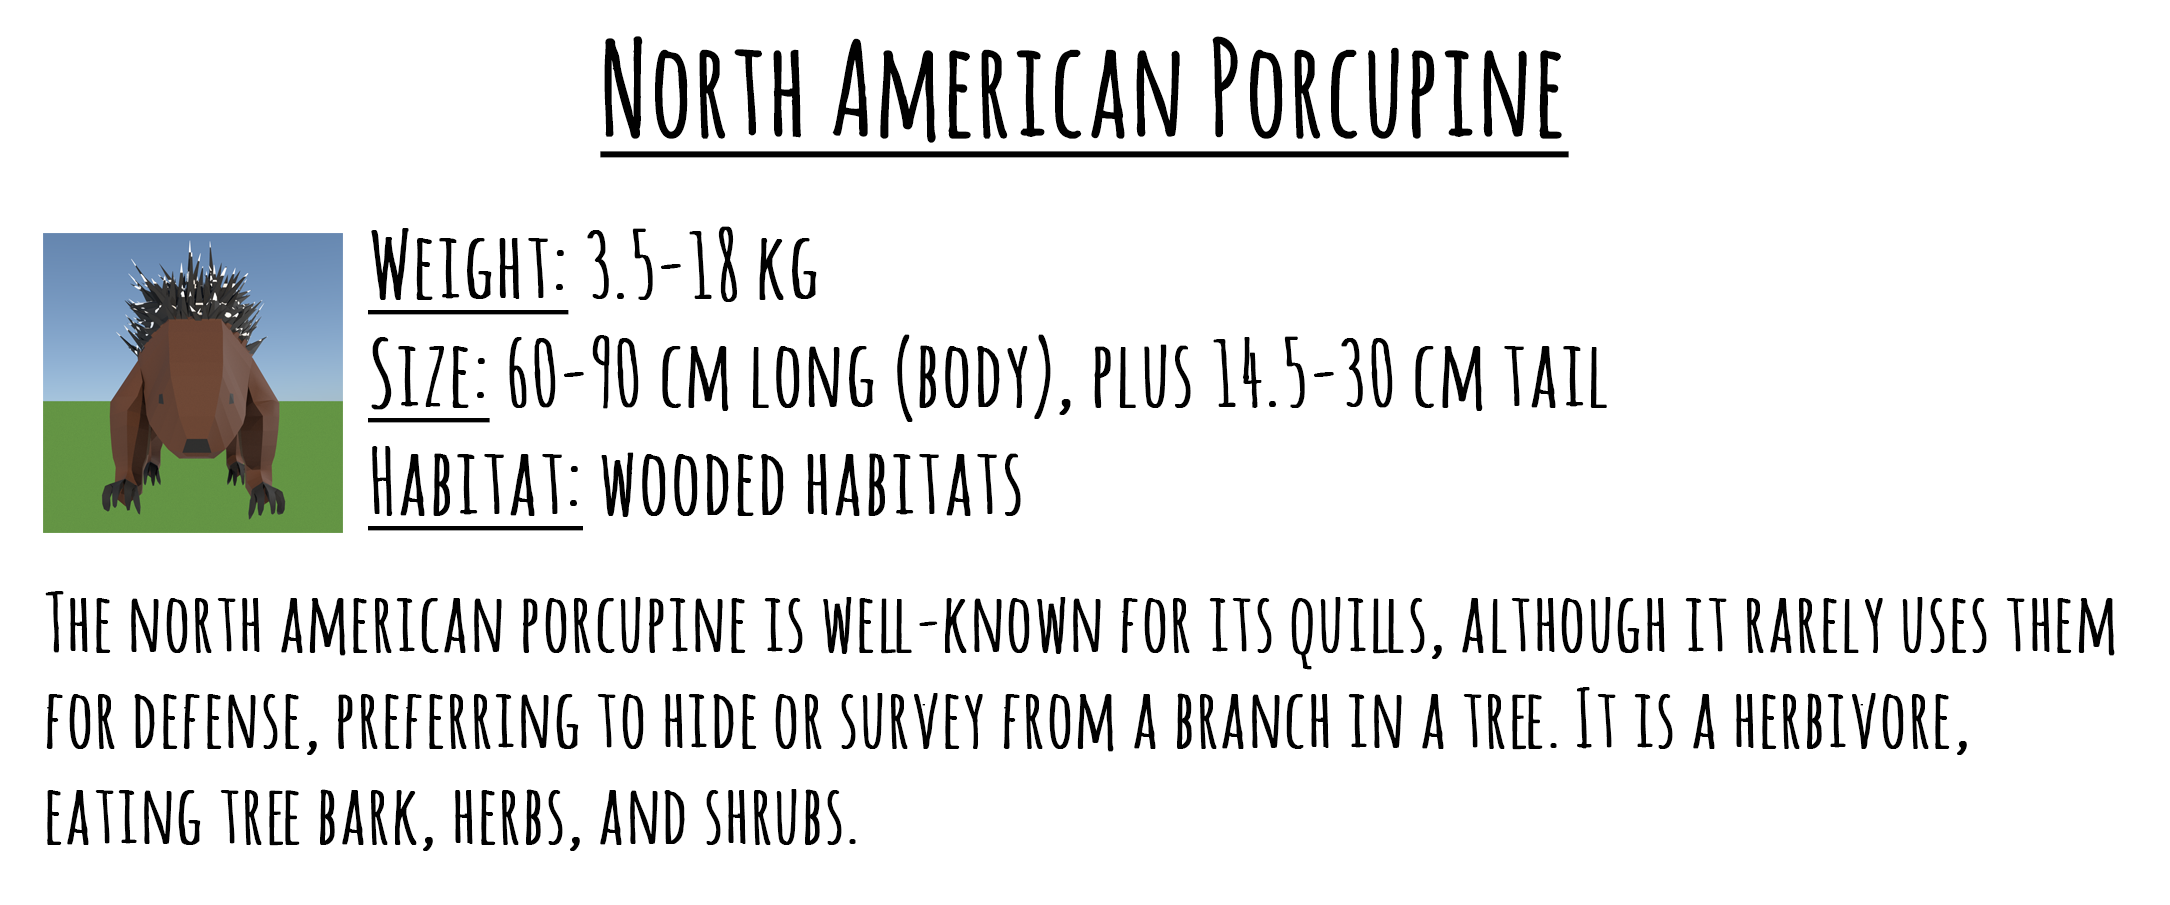 North American Porcupine
Weight: 3.5-18 kg
Size: 60-90 cm long (body), plus 14.5-30 cm tail
Habitat: wooded habitats
The north american porcupine is well-known for its quills, although it rarely uses them
for defense, preferring to hide or survey from a branch in a tree. It is a herbivore,
eating tree bark, herbs, and shrubs.